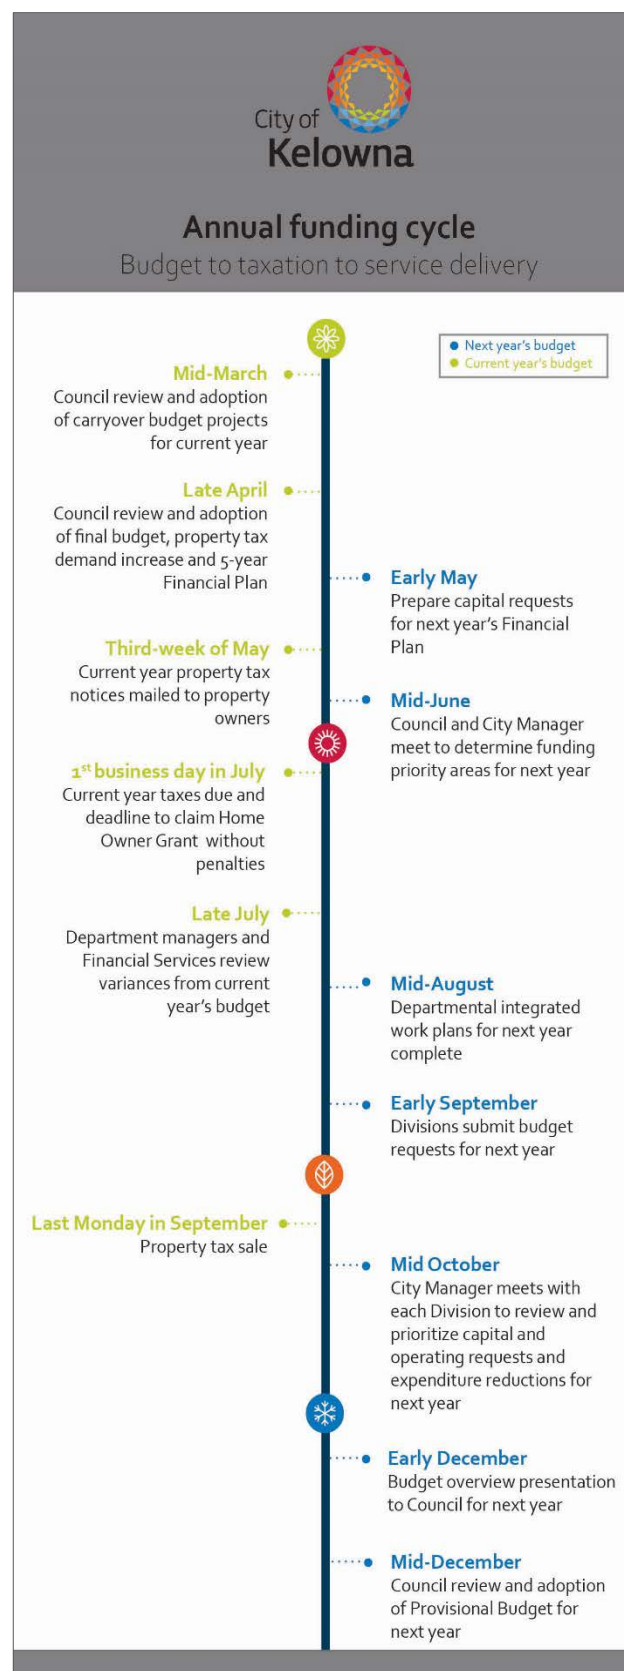 City of
Kelowna
Annual funding cycle
Budget to taxation to service delivery
Next year's budget
Current year's budget
Mid-March
Council review and adoption
of carryover budget projects
for current year
Late April
Council review and adoption
of final budget, property tax
demand increase and 5-year
Financial Plan
Early May
Prepare capital requests
for next year's Financial
Plan
Third-week of May
Current year property tax
notices mailed to property
owners
Mid-June
Council and City Manager
meet to determine funding
priority areas for next year
1st business day in July
Current year taxes due and
deadline to claim Home
Owner Grant without
penalties
Late July
Department managers and
Financial Services review
variances from current
year's budget
Mid-August
Departmental integrated
work plans for next year
complete
Early September
Divisions submit budget
requests for next year
Last Monday in September
Property tax sale
Mid October
City Manager meets with
each Division to review and
prioritize capital and
operating requests and
expenditure reductions for
next year
Early December
Budget overview presentation
to Council for next year
Mid-December
Council review and adoption
of Provisional Budget for
next year